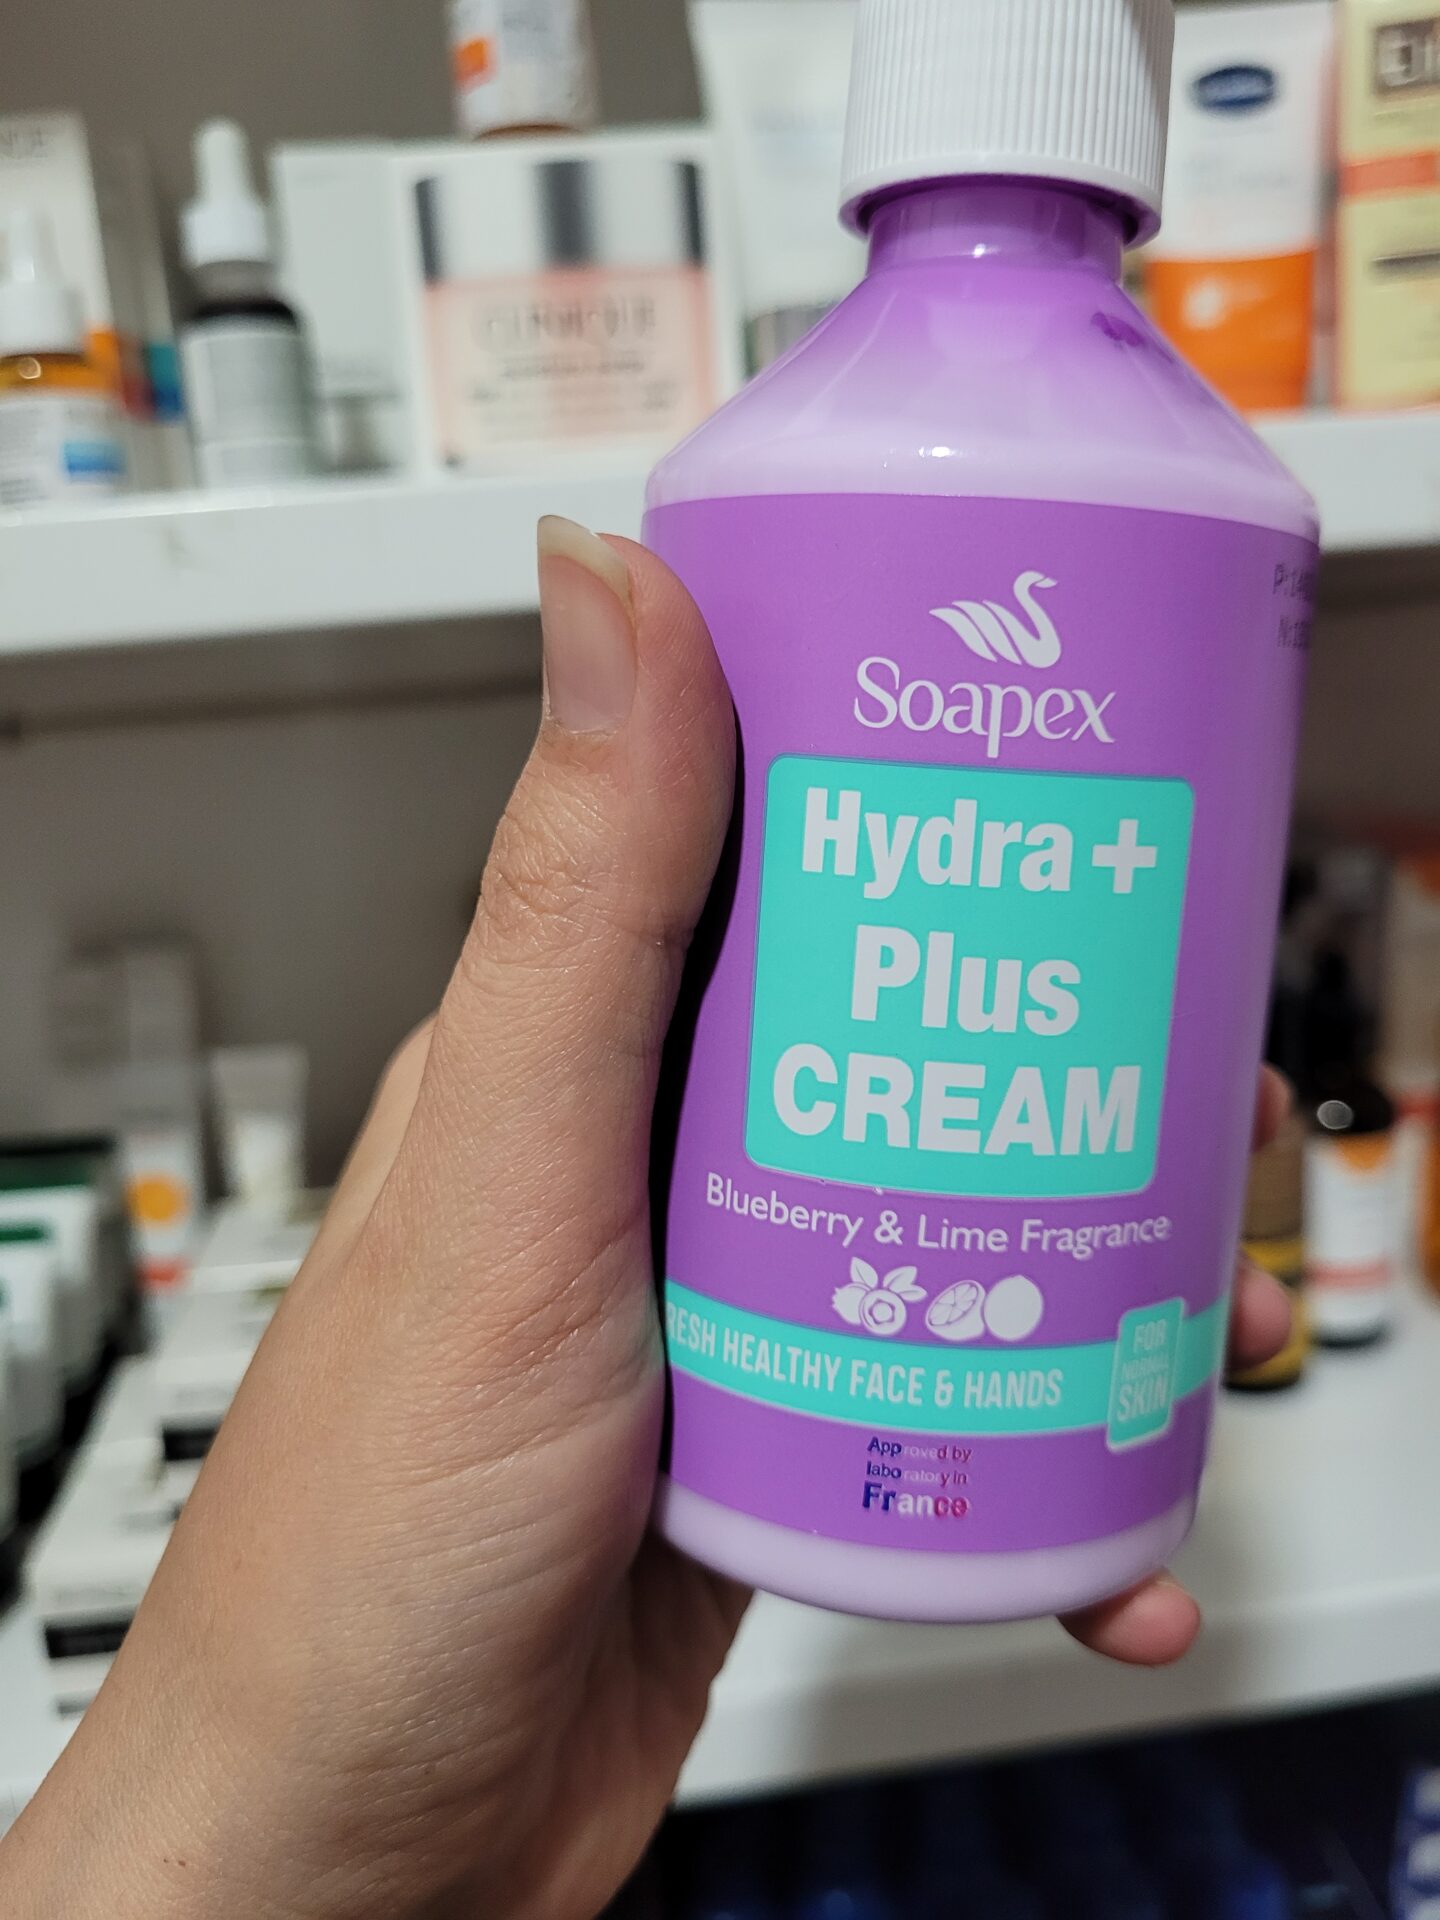 CLINIQUE
Soapex
Hydra +
Plus
CREAM
Blueberry & Lime Fragrance
RESH HEALTHY FACE & HANDS
FOR
NORMAL
SKIN
Approved by
laboratory in
France